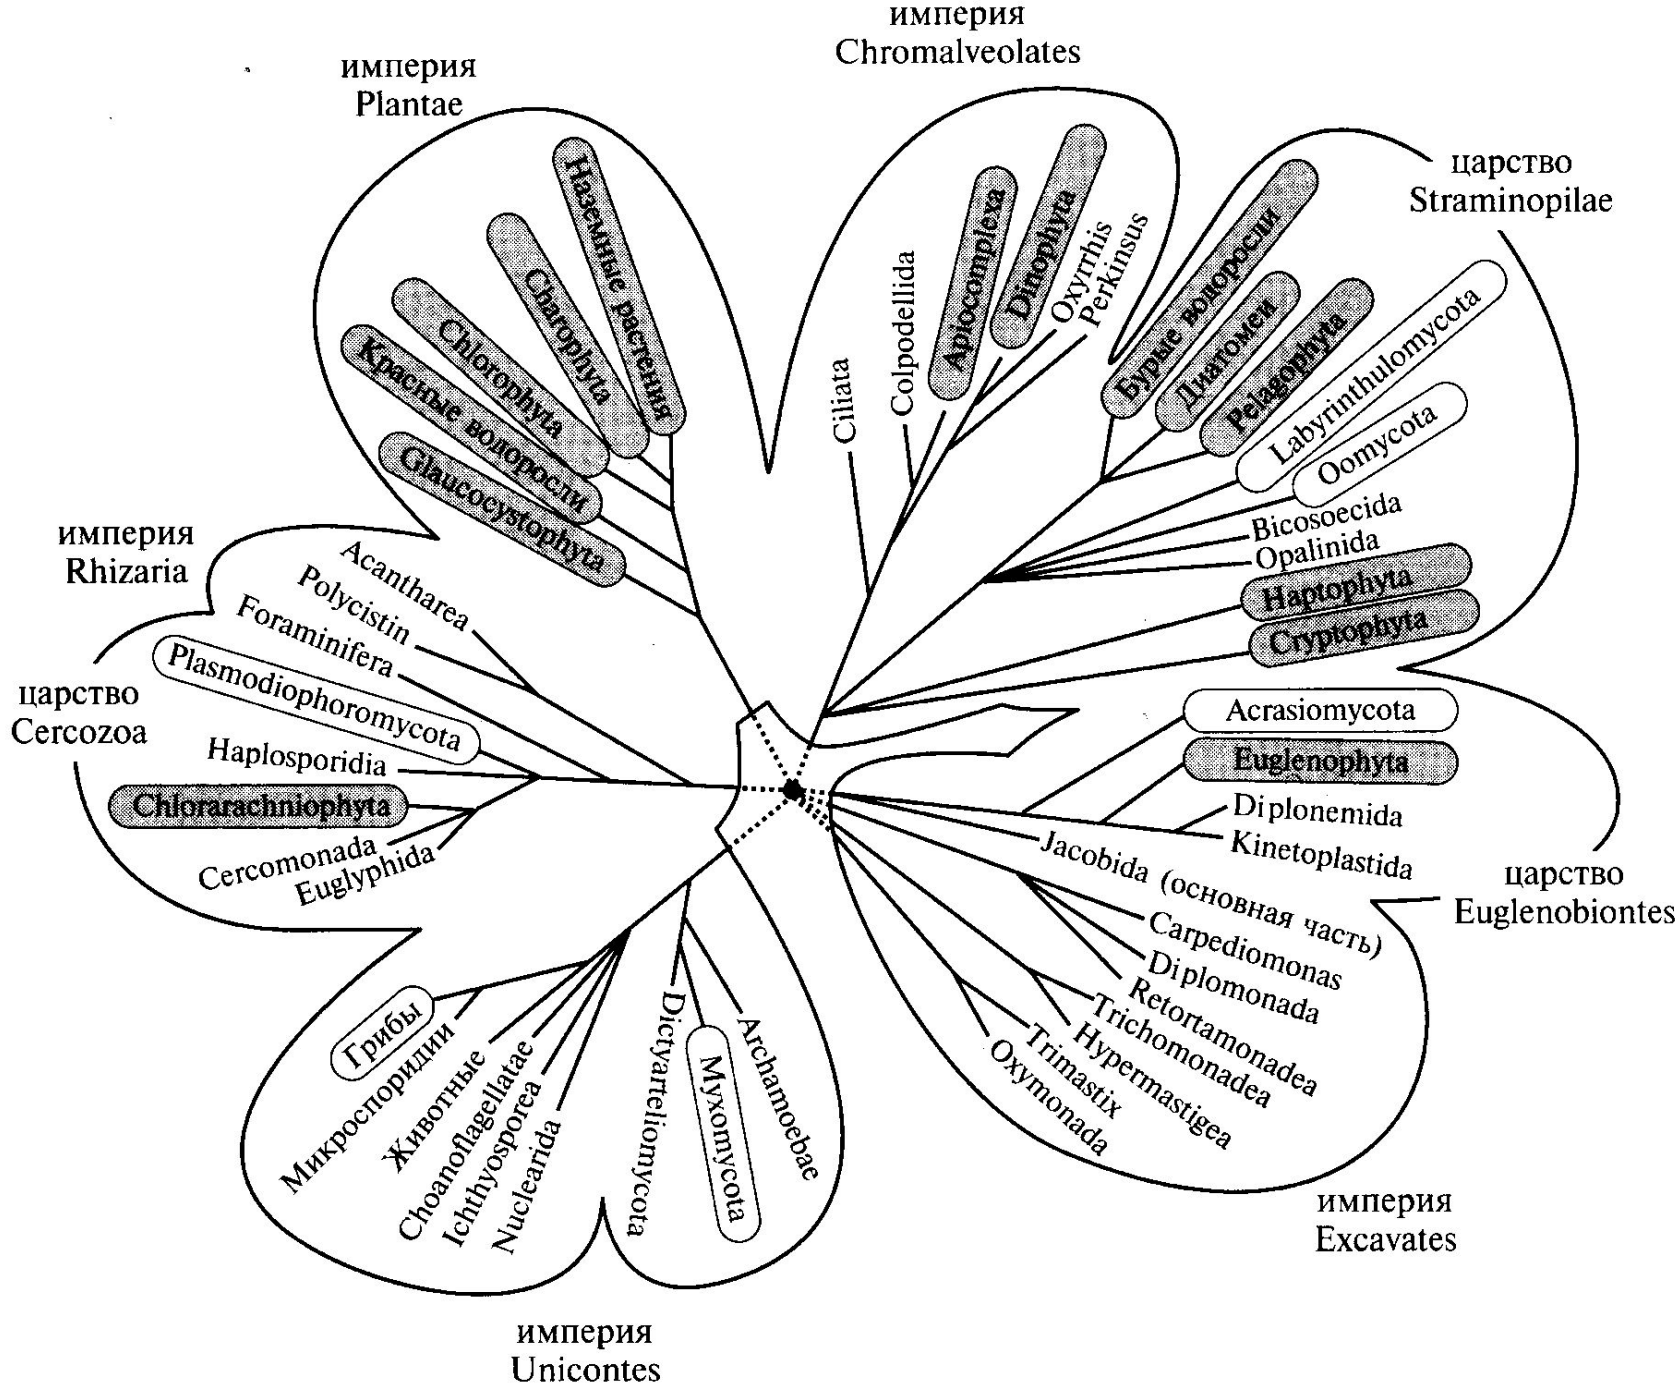 империя
Chromalveolates
империя
Plantae
царство
Straminopilae
Наземные растения
Charophyta
Chlorophyta
Красные водоросли
Glaucocystophyta
Ciliata
Colpodellida
Apicomplexa
Dinophyta
Oxyrrhis
Perkinsus
Бурые водоросли
Диатомеи
Pelagophyta
Labyrinthulomycota
Oomycota
Bicosoecida
Opalinida
Haptophyta
Cryptophyta
империя
Rhizaria
Acantharea
Polycistin
Foraminifera
Plasmodiophoromycota
царство
Cercozoa
Haplosporidia
Chlorarachniophyta
Cercomonada
Euglyphida
Acrasiomycota
Euglenophyta
Diplonemida
Kinetoplastida
Jacobida (основная часть)
царство
Euglenobiontes
Carpediomonas
Diplomonada
Retortamonadea
Trichomonadea
Hypermastigea
Trimastix
Oxymonada
империя
Excavates
Грибы
Микроспоридии
Животные
Choanoflagellatae
Ichthyosporea
Nuclearida
Dictyarteliomycota
Myxomycota
Archamoebae
империя
Unicontes